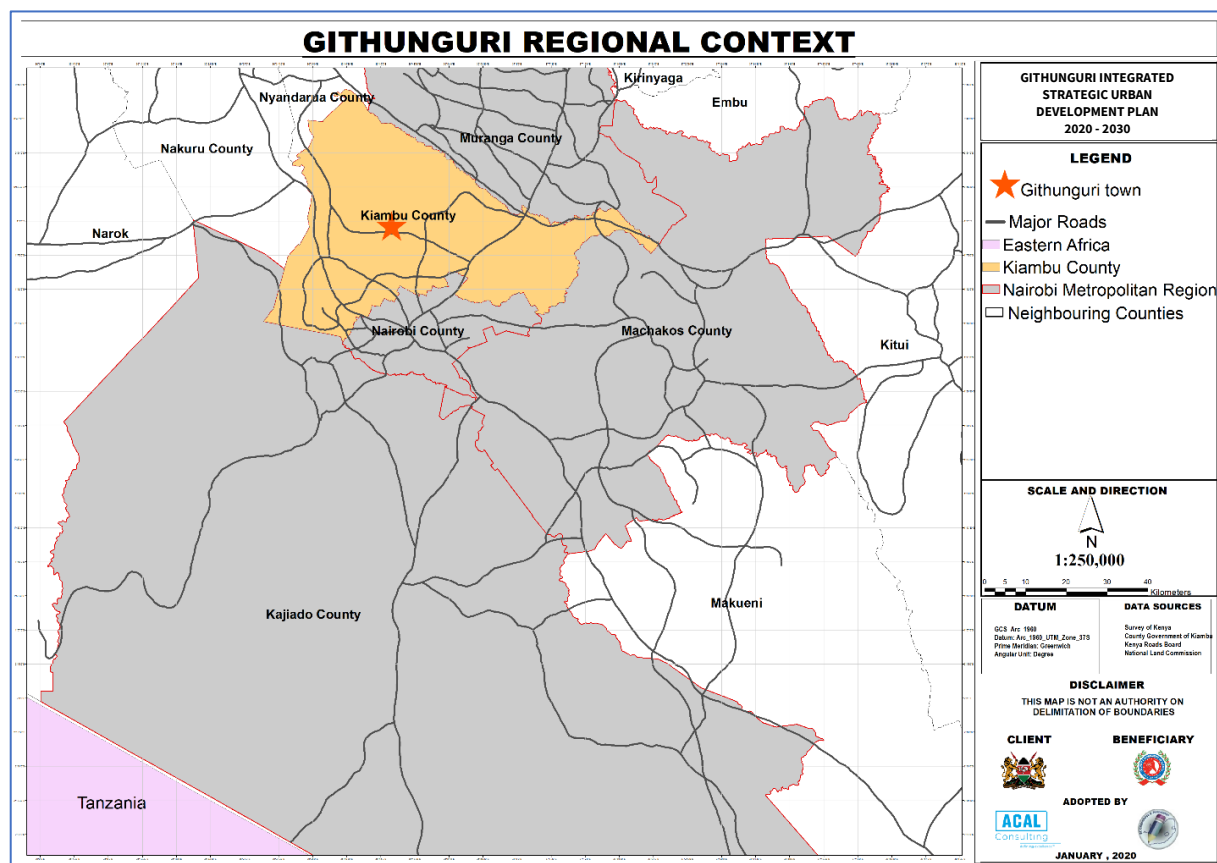 GITHUNGURI REGIONAL CONTEXT
Kirinyaga
Nyandarua County
Embu
Muranga County
Nakuru County
Kiambu County
Narok
Nairobi County
Machakos County
Kitui
Makueni
Kajiado County
Tanzania
GITHUNGURI INTEGRATED
STRATEGIC URBAN
DEVELOPMENT PLAN
2020 - 2030
LEGEND
Githunguri town
Major Roads
Eastern Africa
Kiambu County
Nairobi Metropolitan Region
Neighbouring Counties
SCALE AND DIRECTION
N
1:250,000
0 5 10 20 30 40
Kilometers
DATUM
GCS Arc 1960
Datum: Arc_1960_UTM_Zone_37S
Prime Meridian: Greenwich
Angular Unit: Degree
DATA SOURCES
Survey of Kenya
County Government of Kiambu
Kenya Roads Board
National Land Commission
DISCLAIMER
THIS MAP IS NOT AN AUTHORITY ON
DELIMITATION OF BOUNDARIES
CLIENT
BENEFICIARY
ADOPTED BY
ACAL
Consulting
JANUARY , 2020